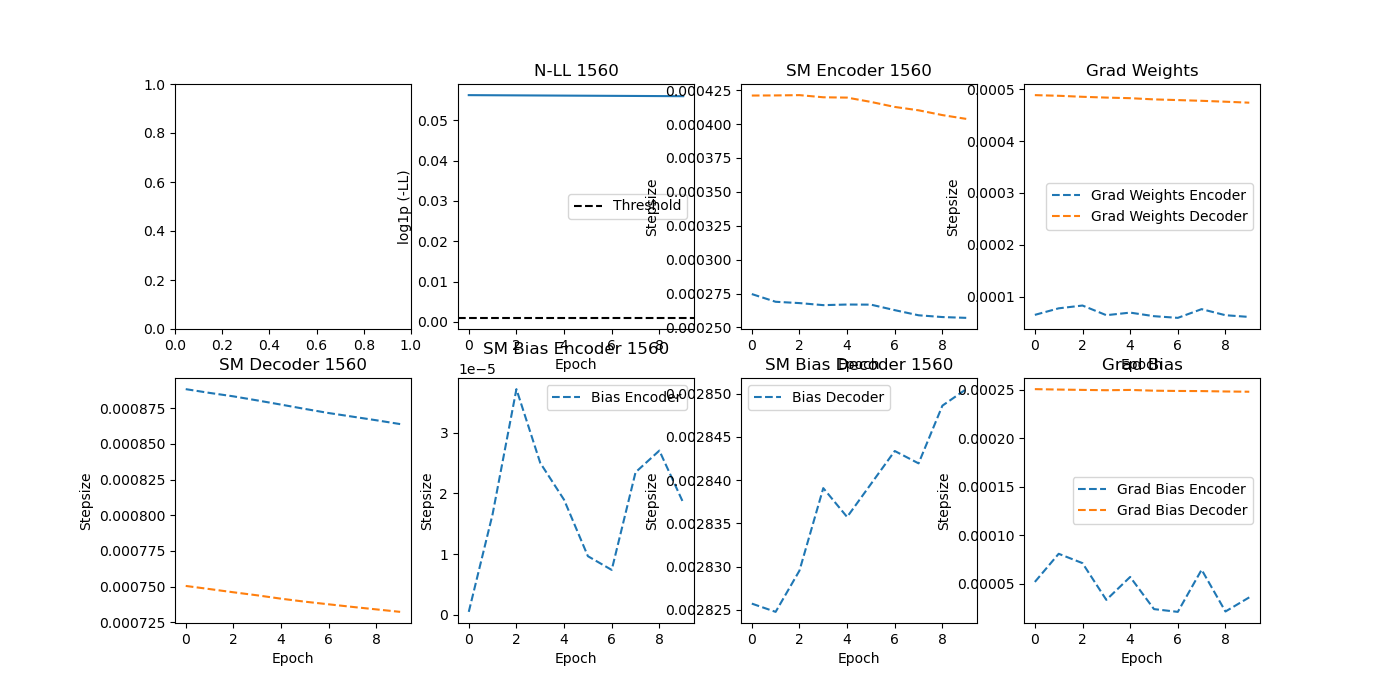 N-LL 1560
SM Encoder 1560
Grad Weights
1.0
0.8
0.6
0.4
0.2
0.0
0.0 0.2 0.4 0.6 0.8 1.0
log1p (-LL)
0.05
0.04
0.03
0.02
0.01
0.00
Threshold
0 2 4 6 8
Epoch
Stepsize
0.000425
0.000400
0.000375
0.000350
0.000325
0.000300
0.000275
0.000250
0 2 4 6 8
Epoch
Stepsize
0.0005
0.0004
0.0003
0.0002
0.0001
Grad Weights Encoder
Grad Weights Decoder
0 2 4 6 8
Epoch
SM Decoder 1560
Stepsize
0.000875
0.000850
0.000825
0.000800
0.000775
0.000750
0.000725
0 2 4 6 8
Epoch
SM Bias Encoder 1560
1e−5
Stepsize
3
2
1
0
Bias Encoder
0 2 4 6 8
Epoch
SM Bias Decoder 1560
Stepsize
0.002850
0.002845
0.002840
0.002835
0.002830
0.002825
Bias Decoder
0 2 4 6 8
Epoch
Grad Bias
Stepsize
0.00025
0.00020
0.00015
0.00010
0.00005
Grad Bias Encoder
Grad Bias Decoder
0 2 4 6 8
Epoch